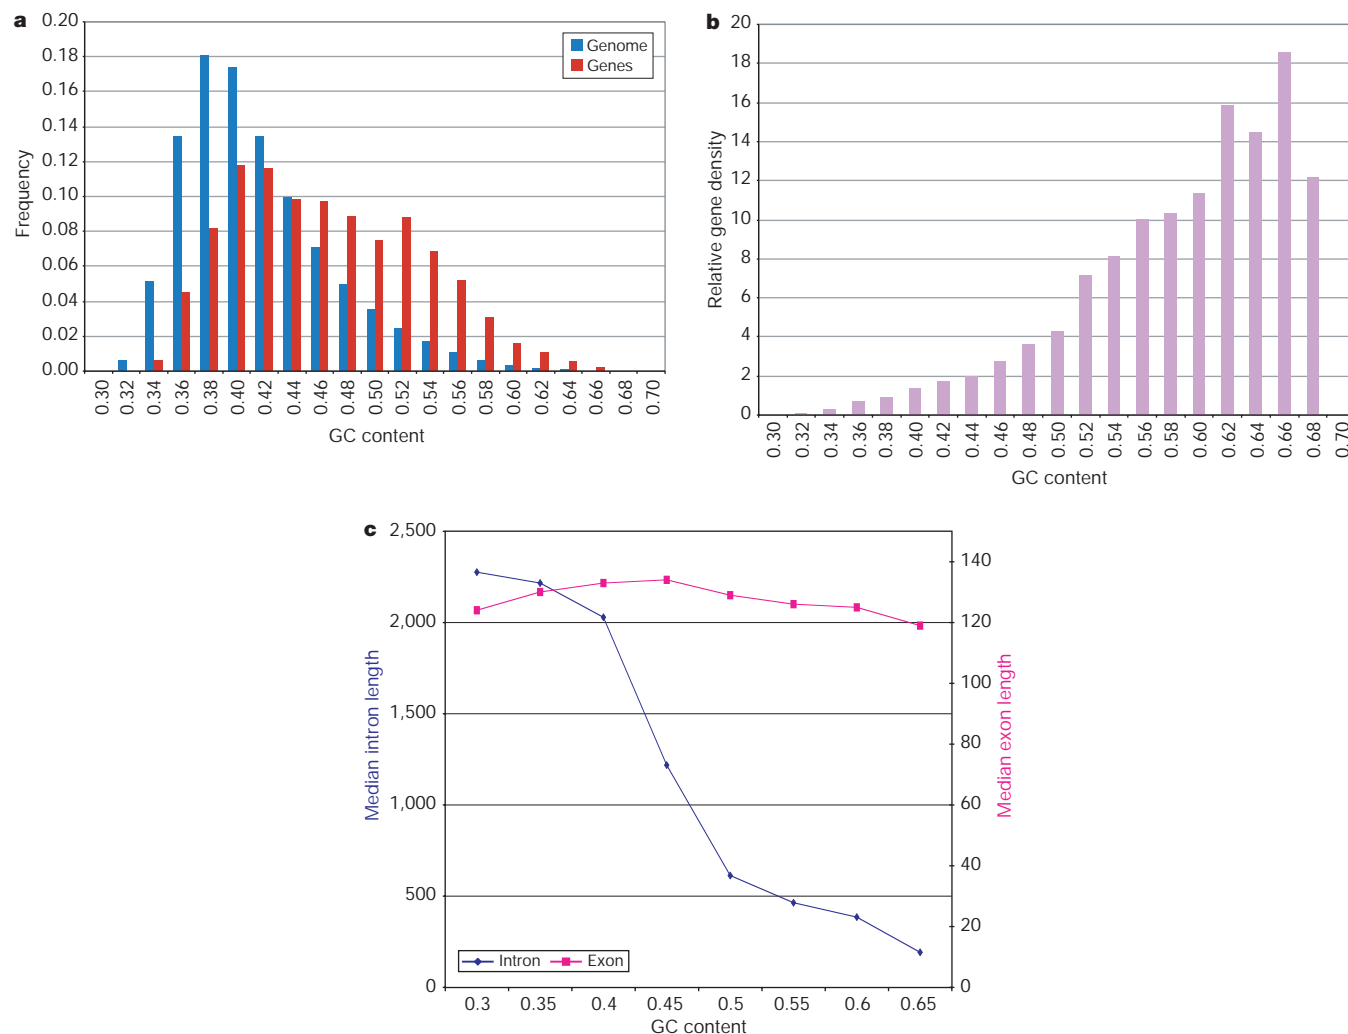 a
0.20
0.18
0.16
0.14
0.12
0.10
0.08
0.06
0.04
0.02
0.00
Frequency
Genome
Genes
0.30 0.32 0.34 0.36 0.38 0.40 0.42 0.44 0.46 0.48 0.50 0.52 0.54 0.56 0.58 0.60 0.62 0.64 0.66 0.68 0.70
GC content
b
20
18
16
14
12
10
8
6
4
2
0
Relative gene density
0.30 0.32 0.34 0.36 0.38 0.40 0.42 0.44 0.46 0.48 0.50 0.52 0.54 0.56 0.58 0.60 0.62 0.64 0.66 0.68 0.70
GC content
c
2,500
2,000
1,500
1,000
500
0
Median intron length
140
120
100
80
60
40
20
0
Median exon length
Intron Exon
0.3 0.35 0.4 0.45 0.5 0.55 0.6 0.65
GC content